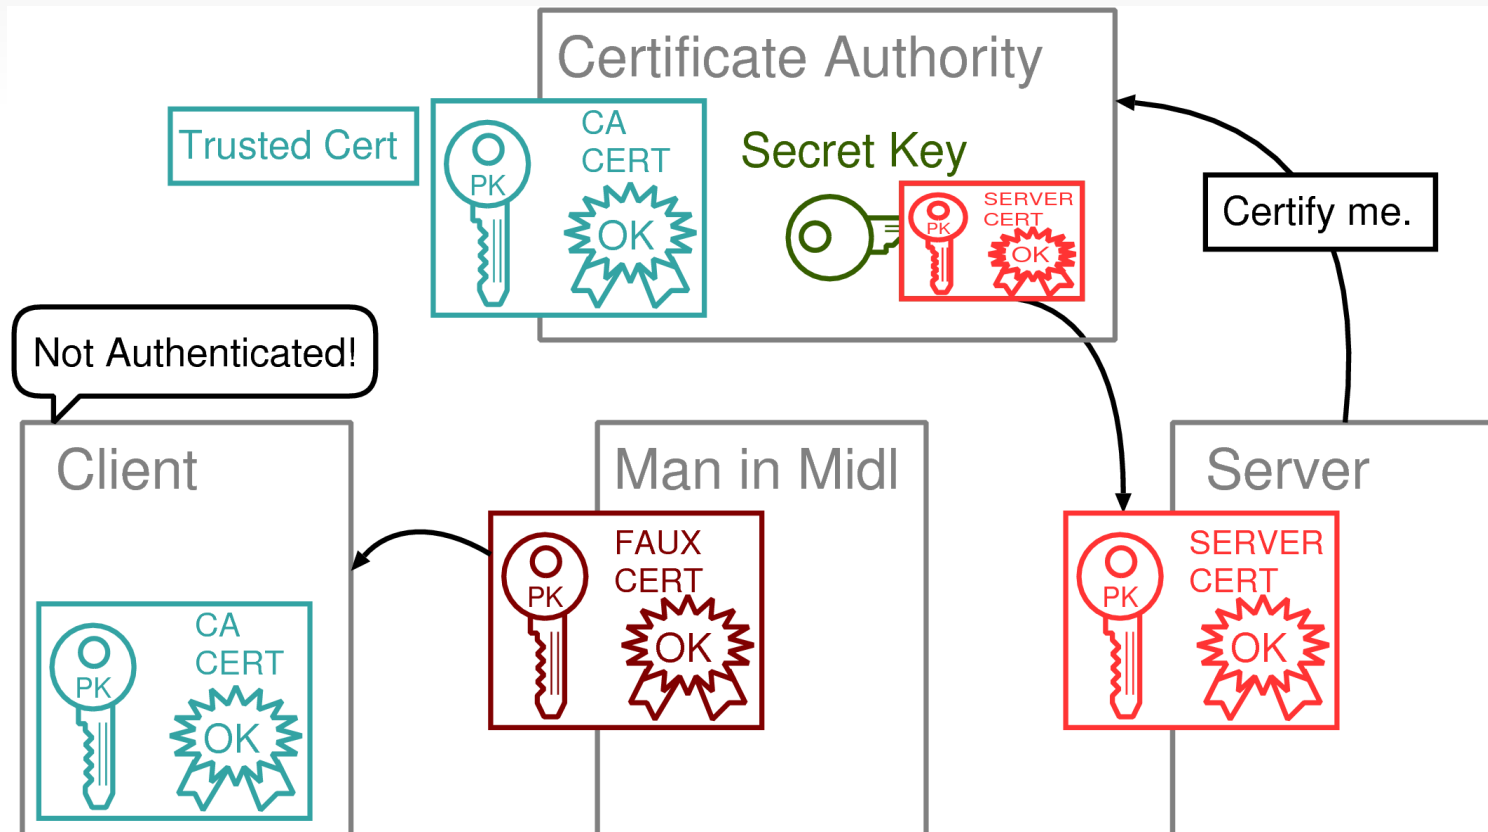 Certificate Authority
Trusted Cert
CA
CERT
PK
OK
Secret Key
SERVER
CERT
PK
OK
Certify me.
Not Authenticated!
Client
CA
CERT
PK
OK
Man in Midl
FAUX
CERT
PK
OK
Server
SERVER
CERT
PK
OK